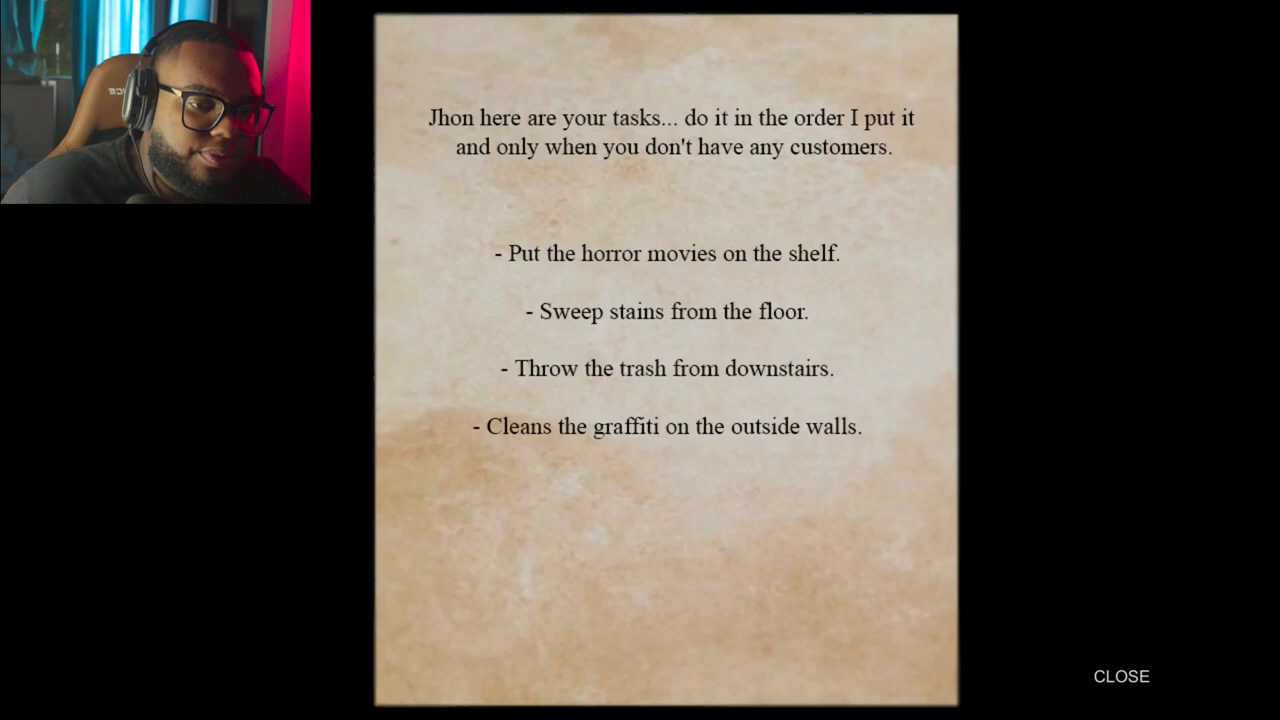 Jhon here are your tasks... do it in the order I put it
and only when you don't have any customers.
- Put the horror movies on the shelf.
- Sweep stains from the floor.
- Throw the trash from downstairs.
- Cleans the graffiti on the outside walls.
CLOSE